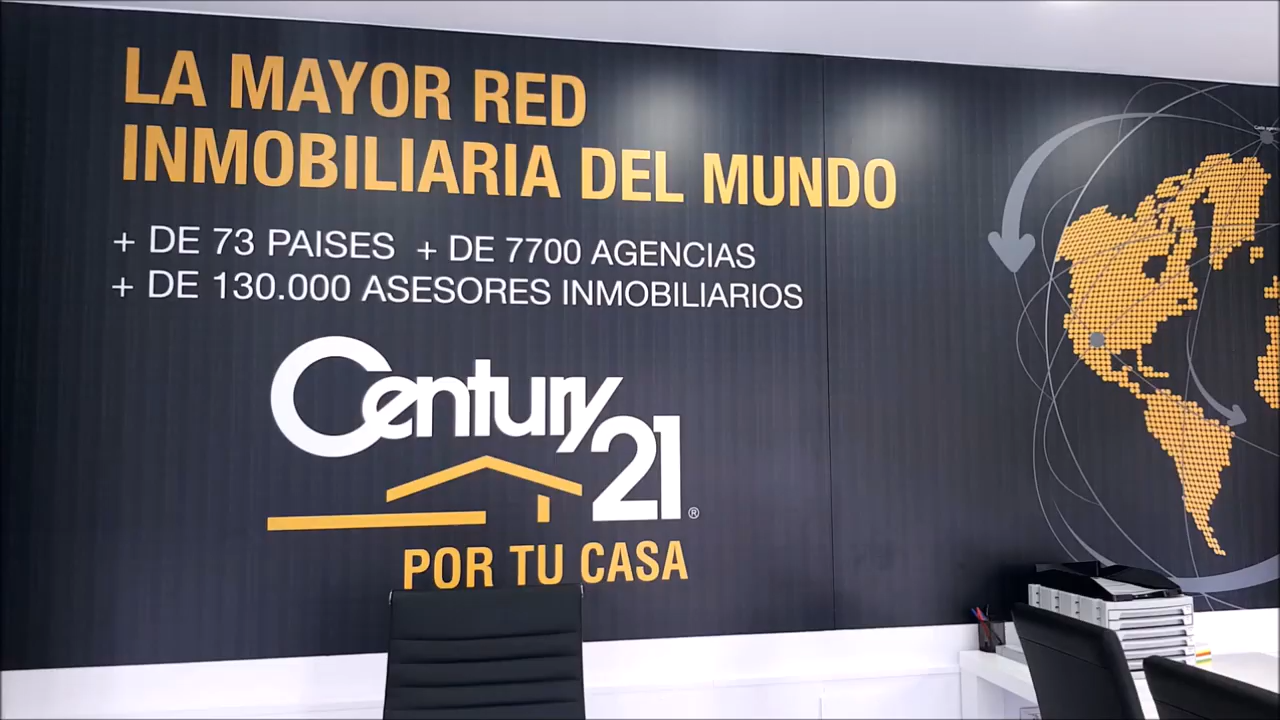 LA MAYOR RED
INMOBILIARIA DEL MUNDO
+ DE 73 PAISES + DE 7700 AGENCIAS
+ DE 130.000 ASESORES INMOBILIARIOS
Century
21®
POR TU CASA